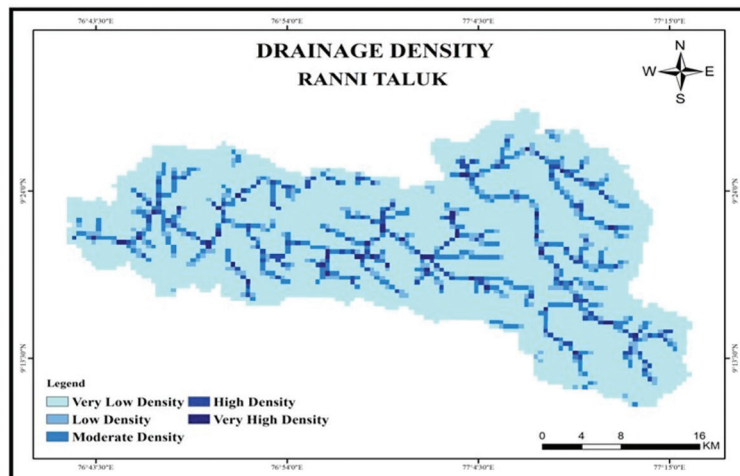 76°43'30"E 76°54'0"E 77°4'30"E 77°15'0"E
DRAINAGE DENSITY
RANNI TALUK
N
W E
S
9°24'0"N 9°24'0"N
9°13'30"N 9°13'30"N
Legend
Very Low Density High Density
Low Density Very High Density
Moderate Density
0 4 8 16
KM
76°43'30"E 76°54'0"E 77°4'30"E 77°15'0"E